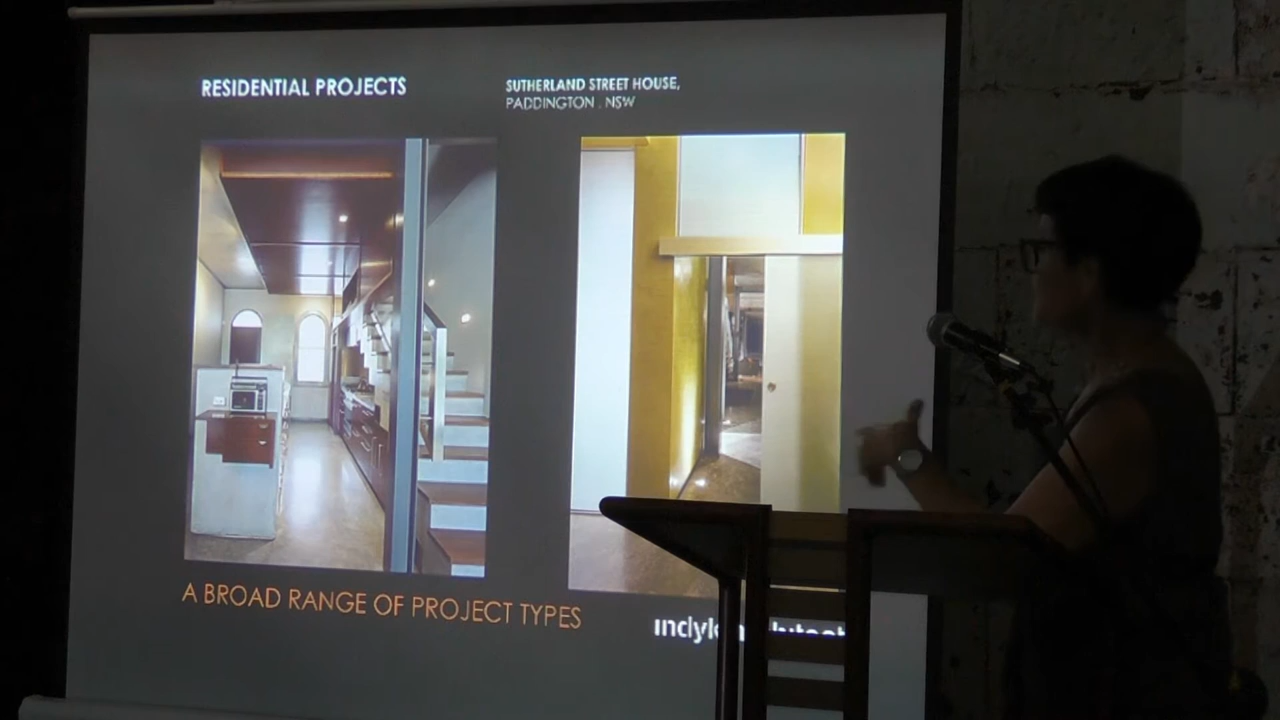 RESIDENTIAL PROJECTS
SUTHERLAND STREET HOUSE,
PADDINGTON . NSW
A BROAD RANGE OF PROJECT TYPES